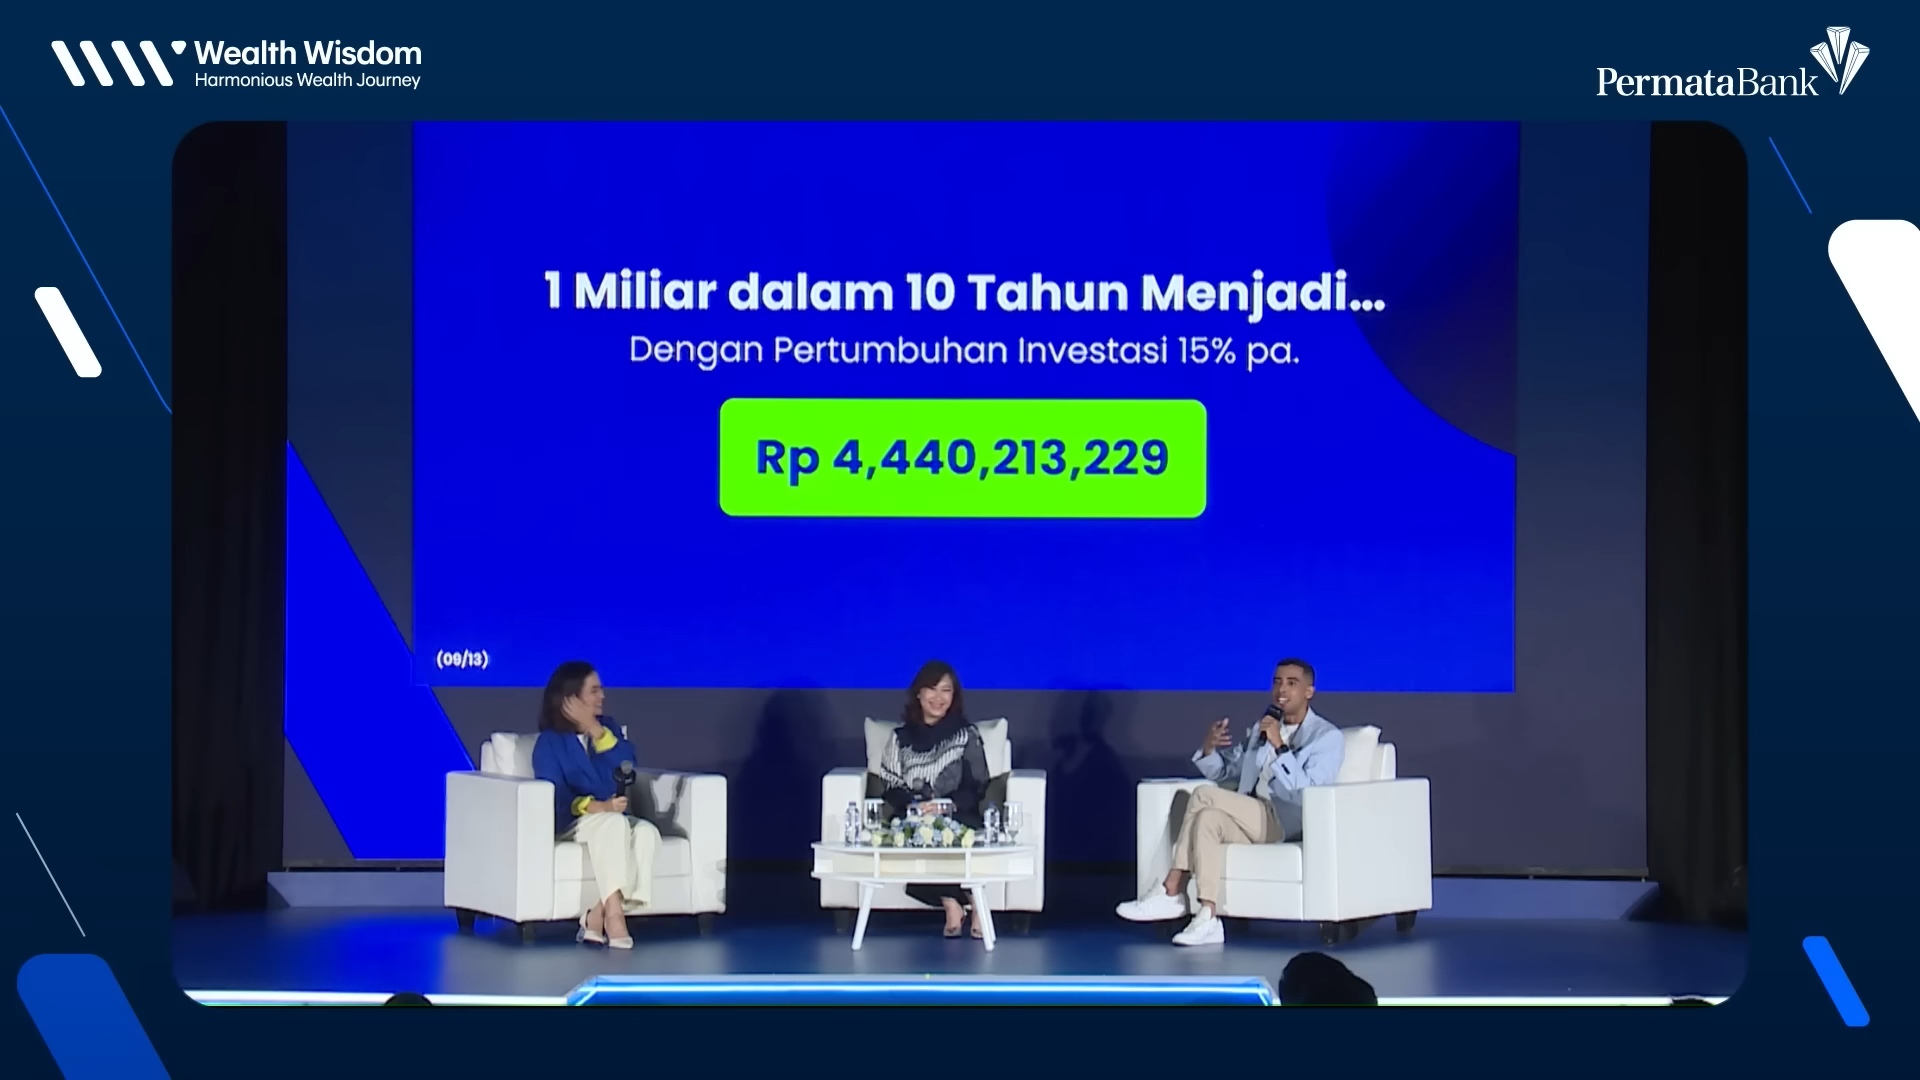 Wealth Wisdom
Harmonious Wealth Journey
PermataBank
1 Miliar dalam 10 Tahun Menjadi...
Dengan Pertumbuhan Investasi 15% pa.
Rp 4,440,213,229
(09/13)